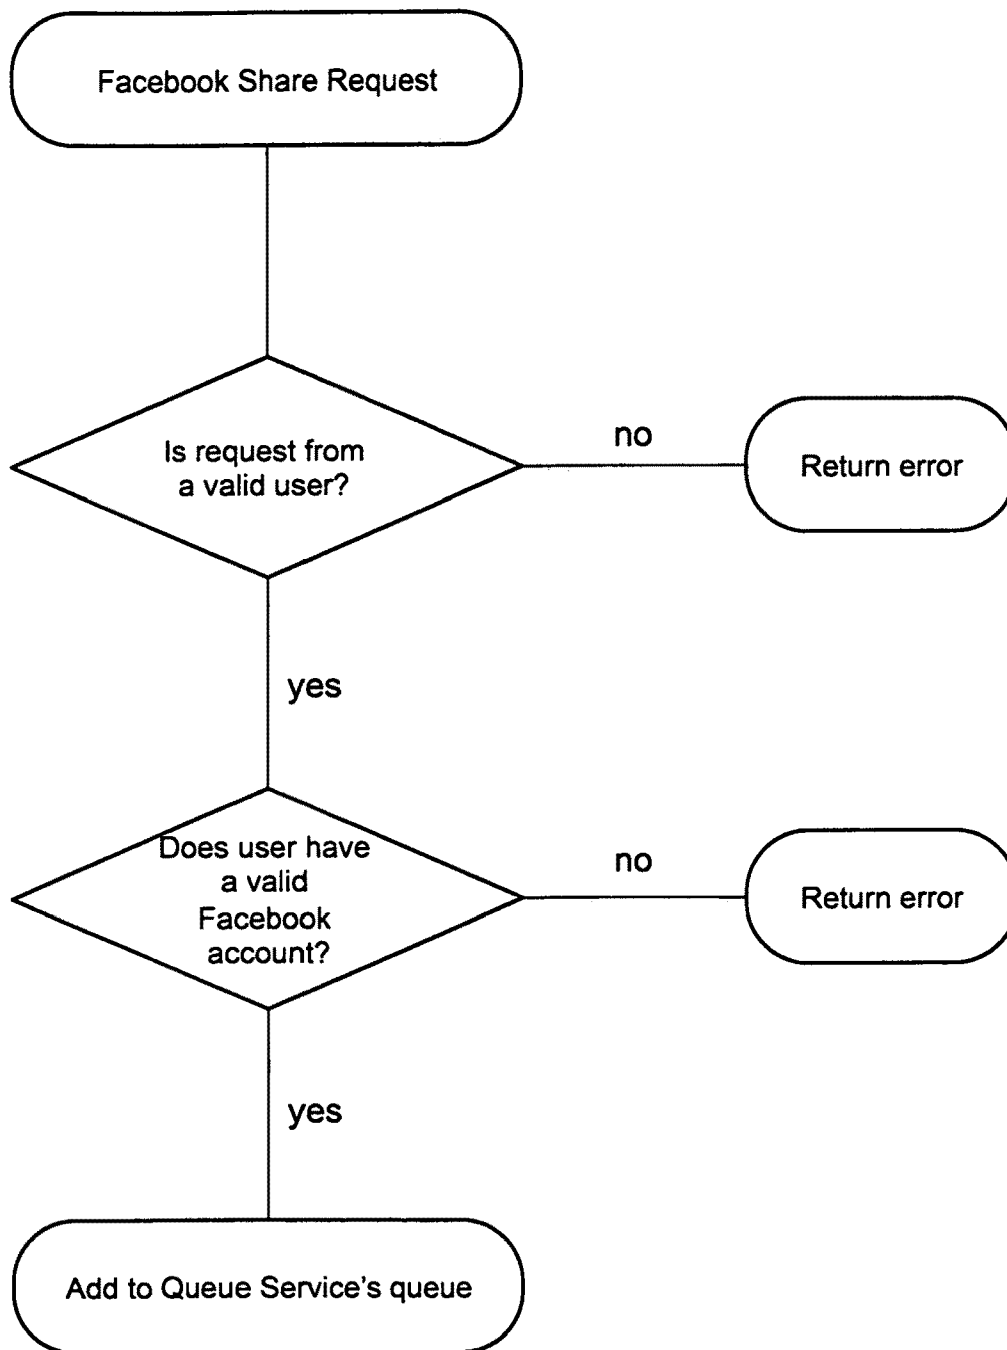 Facebook Share Request
Is request from
a valid user?
no
Return error
yes
Does user have
a valid
Facebook
account?
no
Return error
yes
Add to Queue Service's queue